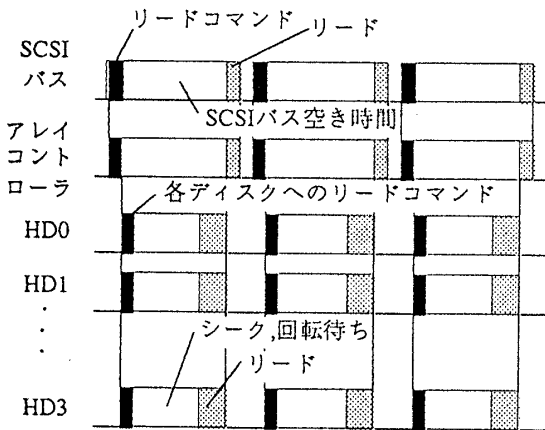 リードコマンド
リード
SCSI
バス
SCSIバス空き時間
アレイ
コント
ローラ
各ディスクへのリードコマンド
HD0
HD1
・
・
・
シーク,回転待ち
リード
HD3